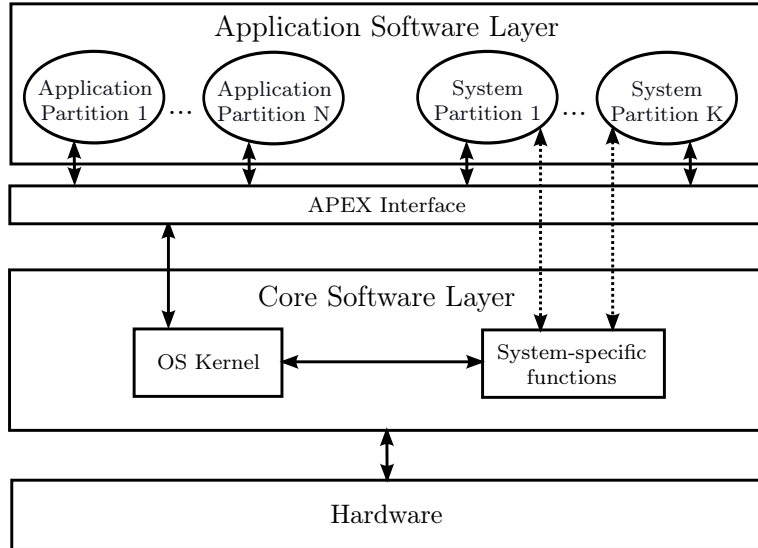 Application Software Layer
Application
Partition 1
...
Application
Partition N
System
Partition 1
...
System
Partition K
APEX Interface
Core Software Layer
OS Kernel
System-specific
functions
Hardware